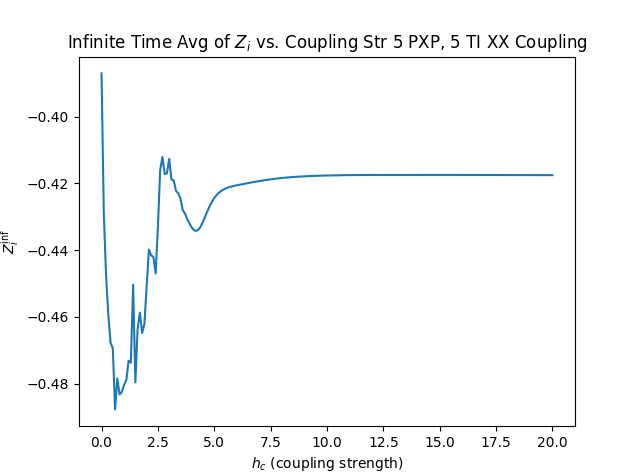 Infinite Time Avg of $Z_i$ vs. Coupling Str 5 PXP, 5 TI XX Coupling
$Z_i^{\mathrm{inf}}$
−0.40
−0.42
−0.44
−0.46
−0.48
0.0 2.5 5.0 7.5 10.0 12.5 15.0 17.5 20.0
$h_c$ (coupling strength)